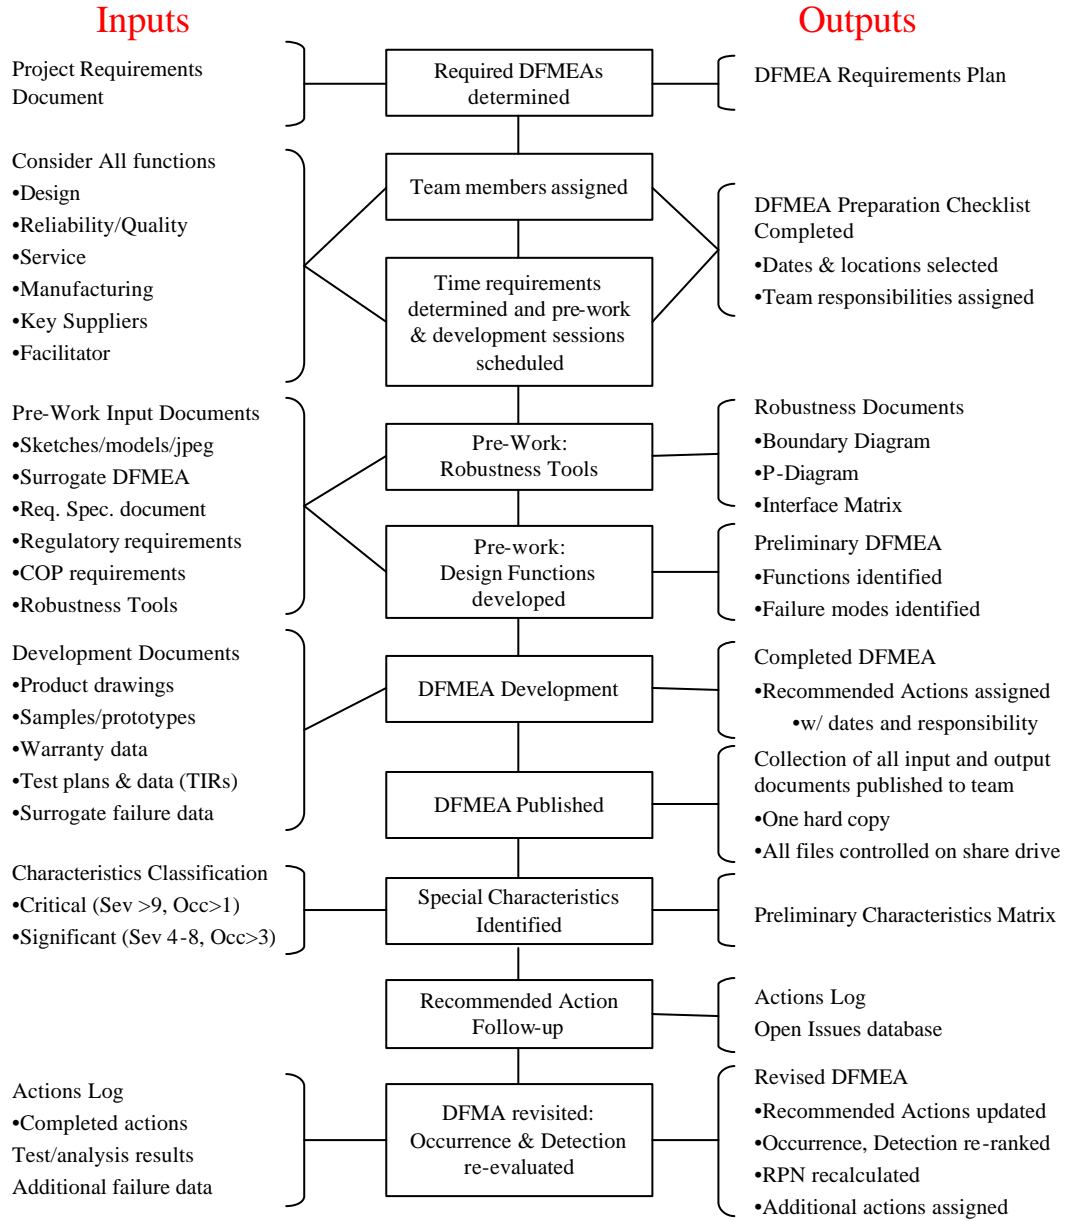 Inputs
Outputs
Project Requirements
Document
Required DFMEAs
determined
DFMEA Requirements Plan
Consider All functions
•Design
•Reliability/Quality
•Service
•Manufacturing
•Key Suppliers
•Facilitator
Team members assigned
Time requirements
determined and pre-work
& development sessions
scheduled
DFMEA Preparation Checklist
Completed
•Dates & locations selected
•Team responsibilities assigned
Pre-Work Input Documents
•Sketches/models/jpeg
•Surrogate DFMEA
•Req. Spec. document
•Regulatory requirements
•COP requirements
•Robustness Tools
Pre-Work:
Robustness Tools
Robustness Documents
•Boundary Diagram
•P-Diagram
•Interface Matrix
Pre-work:
Design Functions
developed
Preliminary DFMEA
•Functions identified
•Failure modes identified
Development Documents
•Product drawings
•Samples/prototypes
•Warranty data
•Test plans & data (TIRs)
•Surrogate failure data
DFMEA Development
Completed DFMEA
•Recommended Actions assigned
•w/ dates and responsibility
DFMEA Published
Collection of all input and output
documents published to team
•One hard copy
•All files controlled on share drive
Characteristics Classification
•Critical (Sev >9, Occ>1)
•Significant (Sev 4-8, Occ>3)
Special Characteristics
Identified
Preliminary Characteristics Matrix
Recommended Action
Follow-up
Actions Log
Open Issues database
Actions Log
•Completed actions
Test/analysis results
Additional failure data
DFMA revisited:
Occurrence & Detection
re-evaluated
Revised DFMEA
•Recommended Actions updated
•Occurrence, Detection re-ranked
•RPN recalculated
•Additional actions assigned